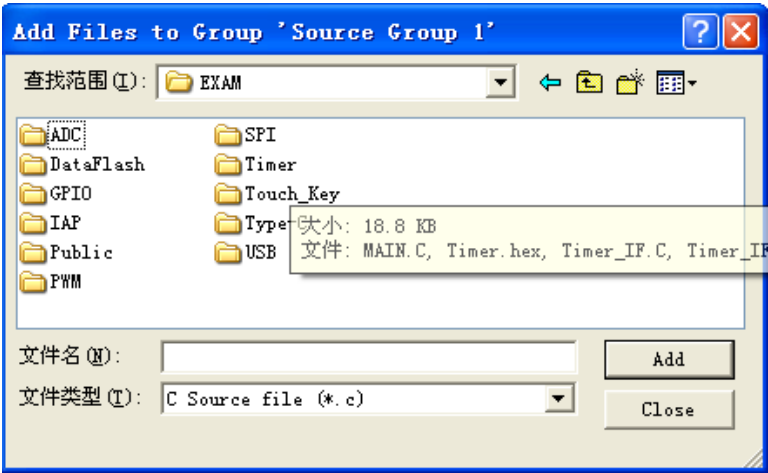 Add Files to Group 'Source Group 1'
查找范围(I): EXAM
ADC
SPI
DataFlash
Timer
GPIO
Touch_Key
IAP
Type
大小: 18.8 KB
Public
USB
文件: MAIN.C, Timer.hex, Timer_IF.C, Timer_IF
PWM
文件名(N):
Add
文件类型(T): C Source file (*.c)
Close